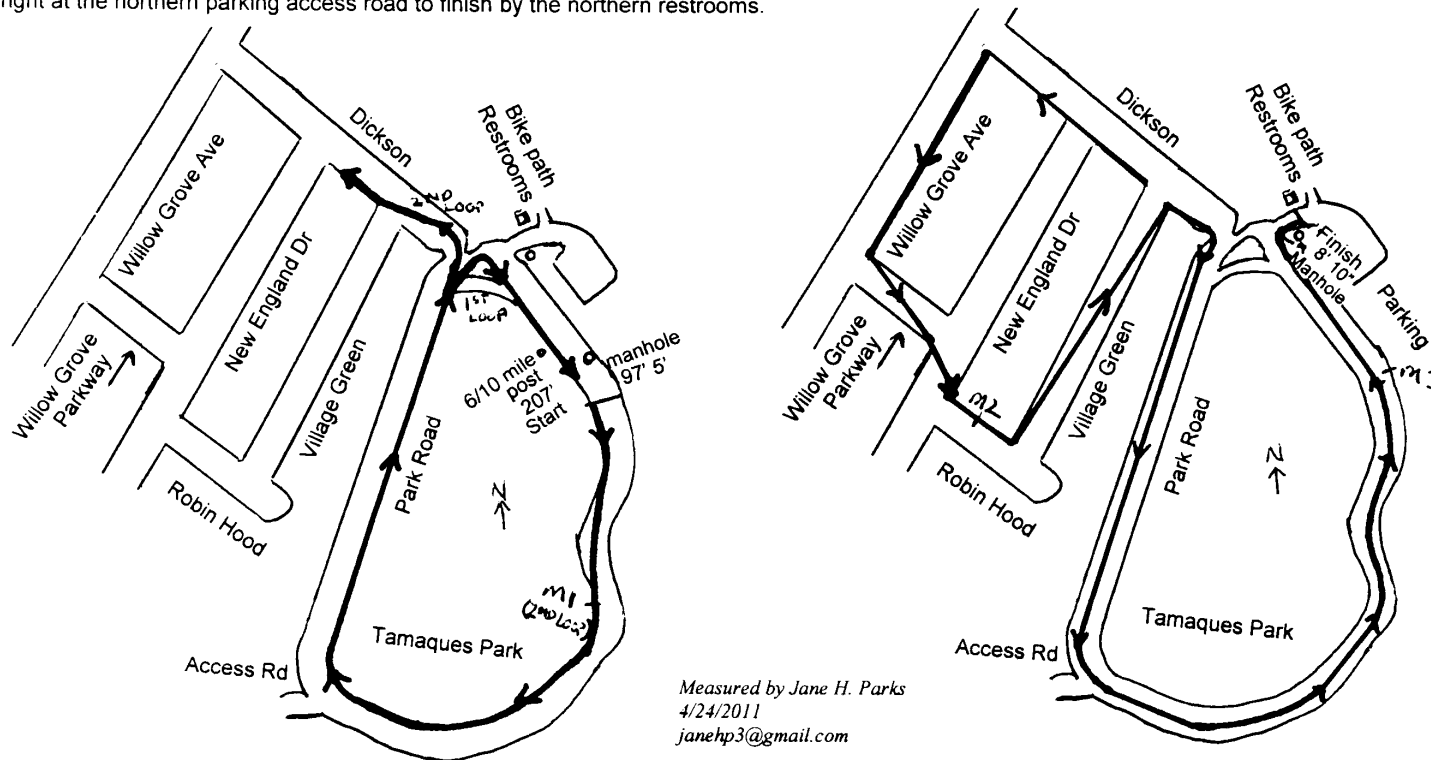 right at the northern parking access road to finish by the northern restrooms.
Dickson
Bike path
Restrooms
Willow Grove Ave
2ND
LOOP
New England Dr
1ST
LOOP
manhole
97' 5'
6/10 mile
post
207'
Start
Willow Grove
Parkway
Village Green
Park Road
N
Robin Hood
M1
(2ND LOOP)
Tamaques Park
Access Rd
Measured by Jane H. Parks
4/24/2011
janehp3@gmail.com
Dickson
Bike path
Restrooms
Willow Grove Ave
Finish
8' 10"
Manhole
Parking
New England Dr
M3
Willow Grove
Parkway
M2
Village Green
Park Road
N
Robin Hood
Tamaques Park
Access Rd